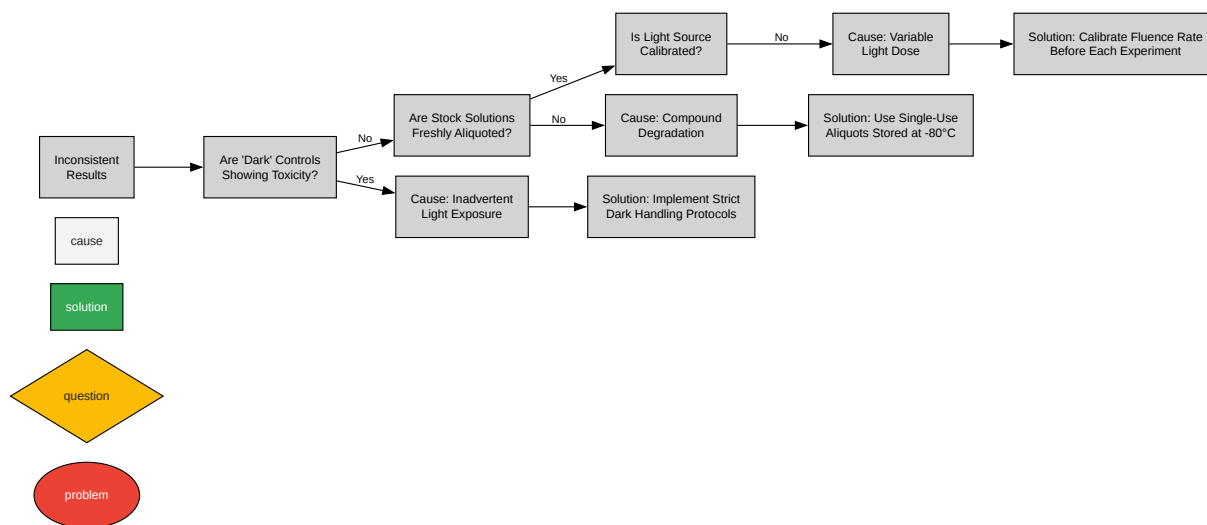 Inconsistent
Results
Are 'Dark' Controls
Showing Toxicity?
No
Yes
Are Stock Solutions
Freshly Aliquoted?
Yes
No
Is Light Source
Calibrated?
No
Cause: Variable
Light Dose
Solution: Calibrate Fluence Rate
Before Each Experiment
Cause: Compound
Degradation
Solution: Use Single-Use
Aliquots Stored at -80°C
Cause: Inadvertent
Light Exposure
Solution: Implement Strict
Dark Handling Protocols
cause
solution
question
problem